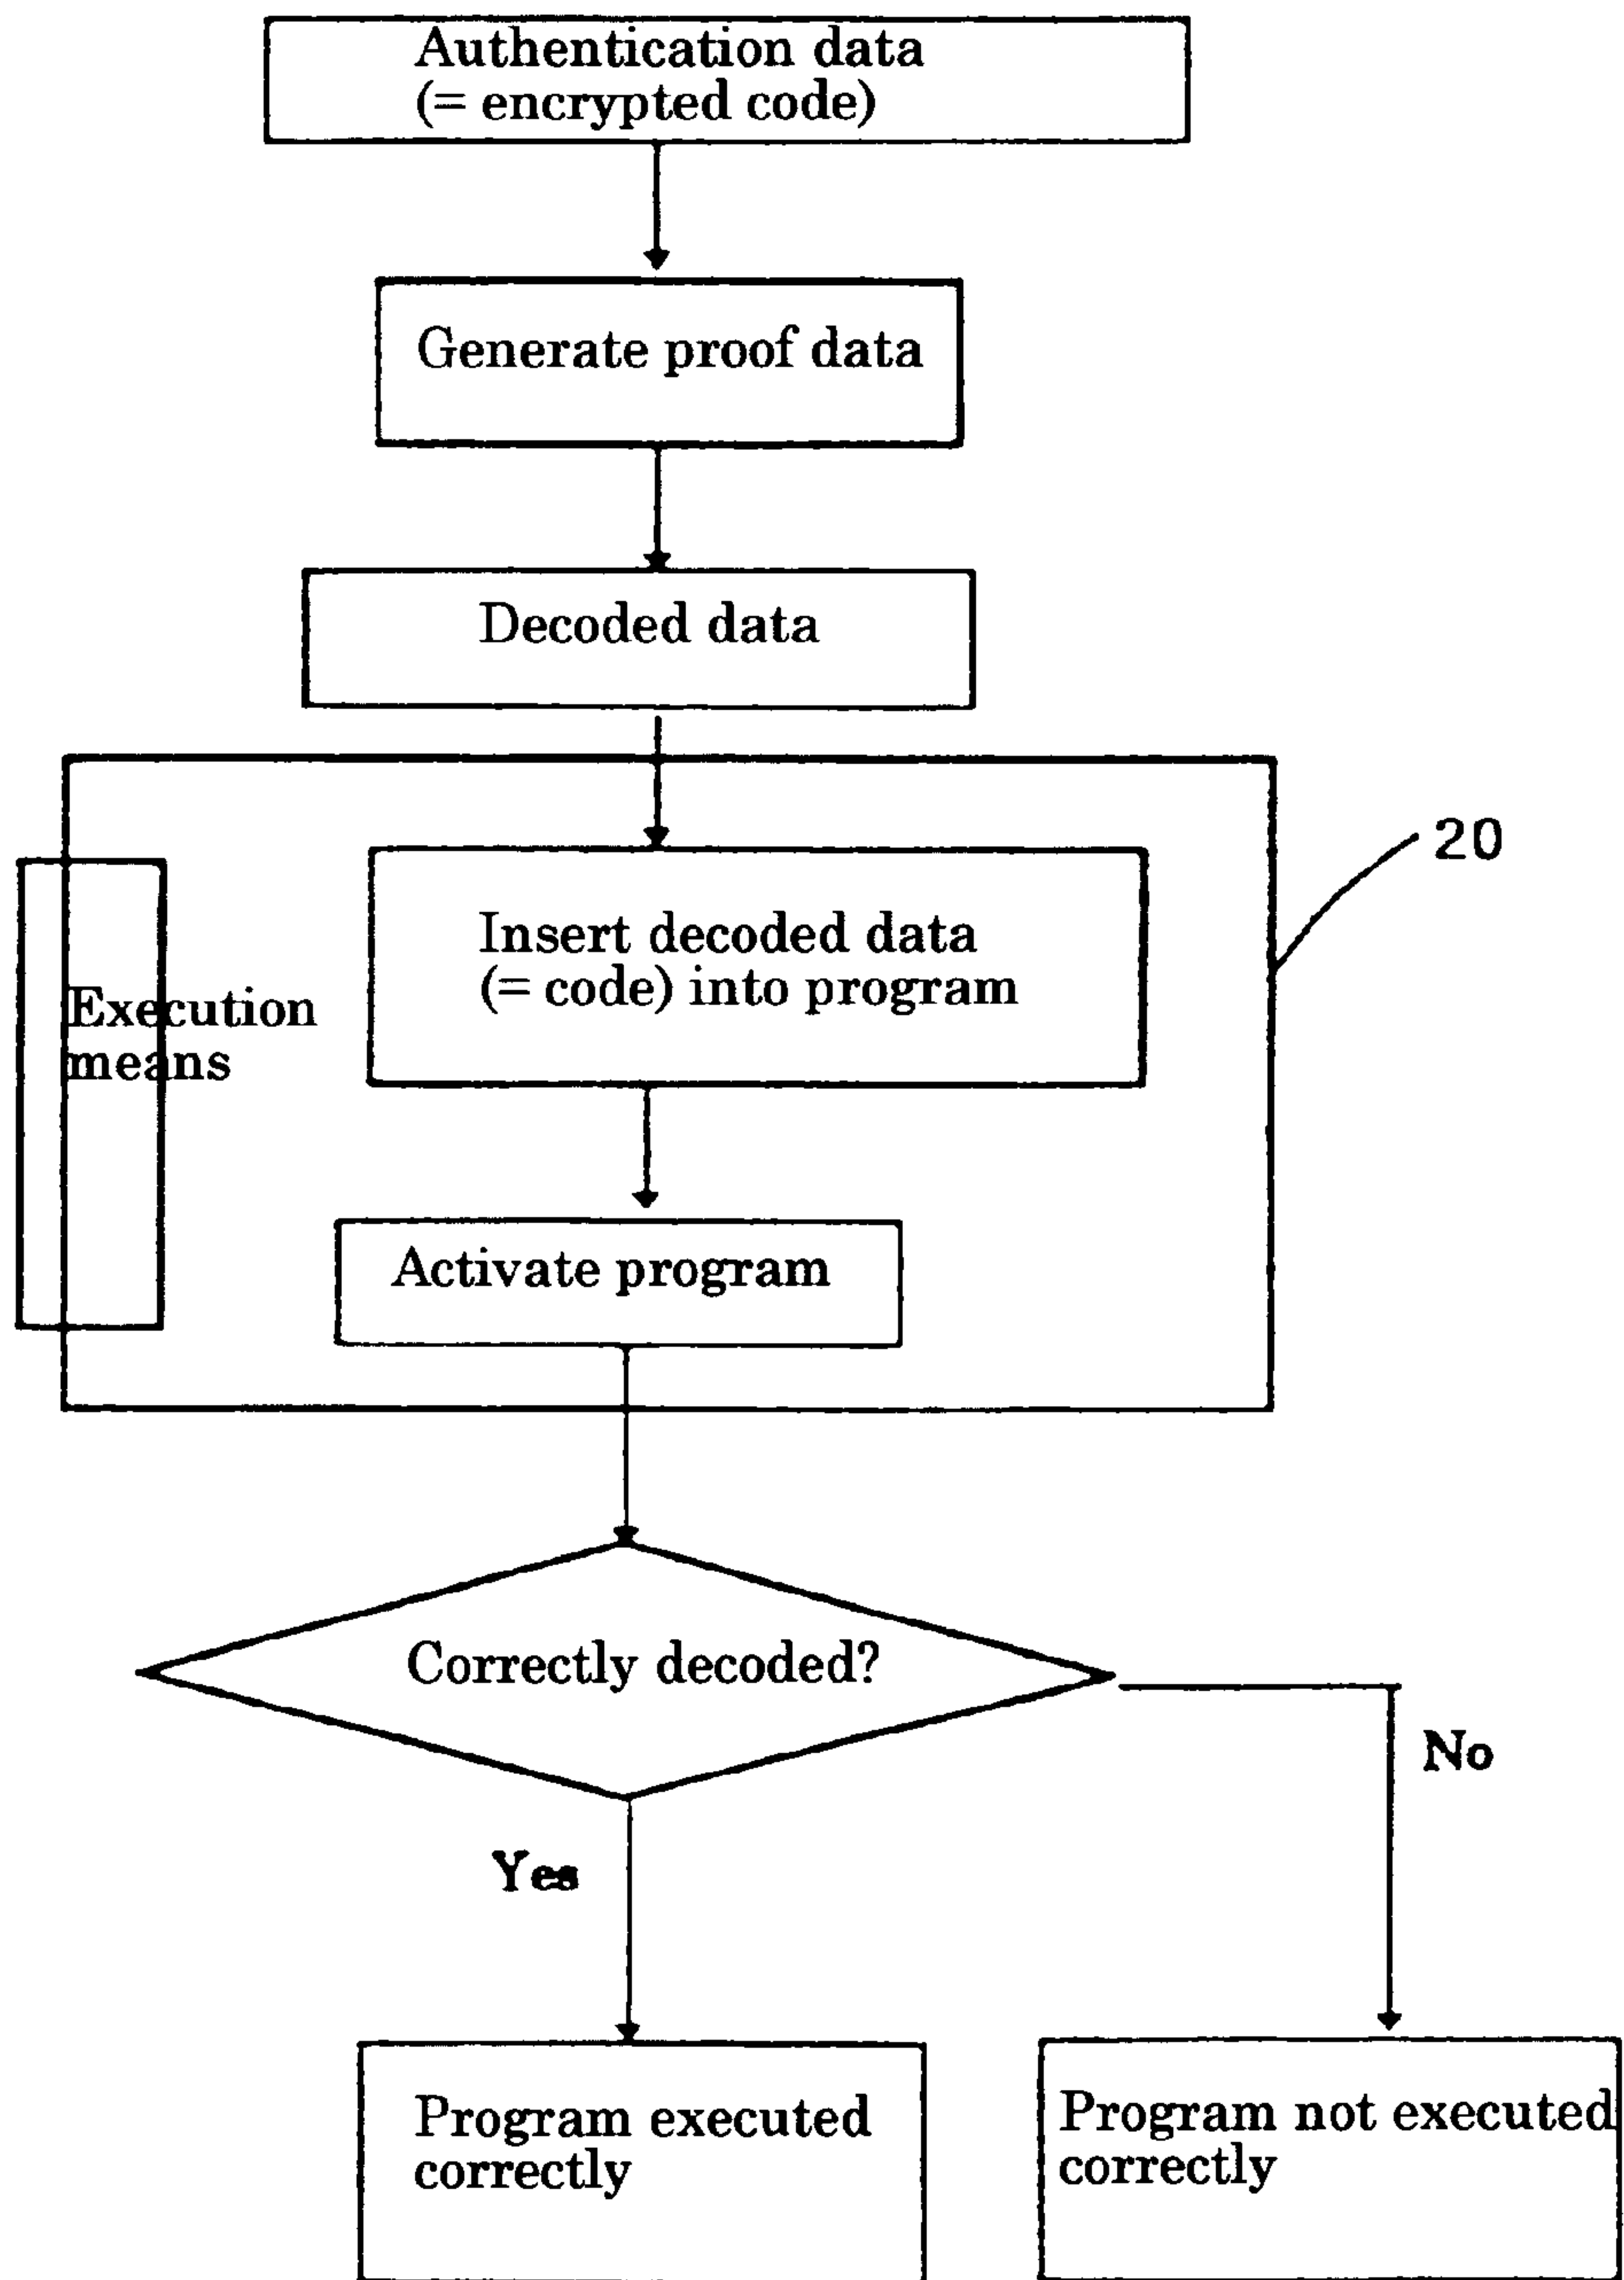 Authentication data
(= encrypted code)
Generate proof data
Decoded data
20
Insert decoded data
(= code) into program
Execution
means
Activate program
Correctly decoded?
No
Yes
Program executed
correctly
Program not executed
correctly